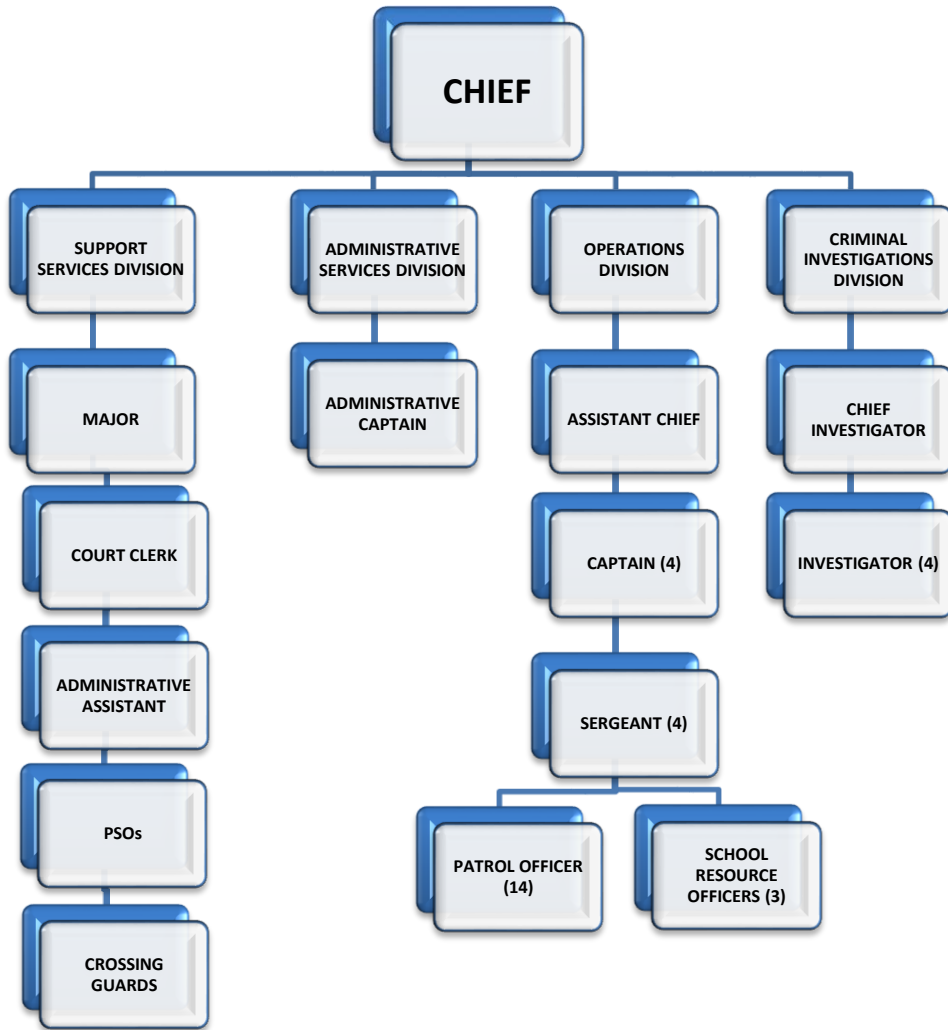 CHIEF
SUPPORT
SERVICES DIVISION
ADMINISTRATIVE
SERVICES DIVISION
OPERATIONS
DIVISION
CRIMINAL
INVESTIGATIONS
DIVISION
MAJOR
ADMINISTRATIVE
CAPTAIN
ASSISTANT CHIEF
CHIEF
INVESTIGATOR
COURT CLERK
CAPTAIN (4)
INVESTIGATOR (4)
ADMINISTRATIVE
ASSISTANT
SERGEANT (4)
PSOs
PATROL OFFICER
(14)
SCHOOL
RESOURCE
OFFICERS (3)
CROSSING
GUARDS